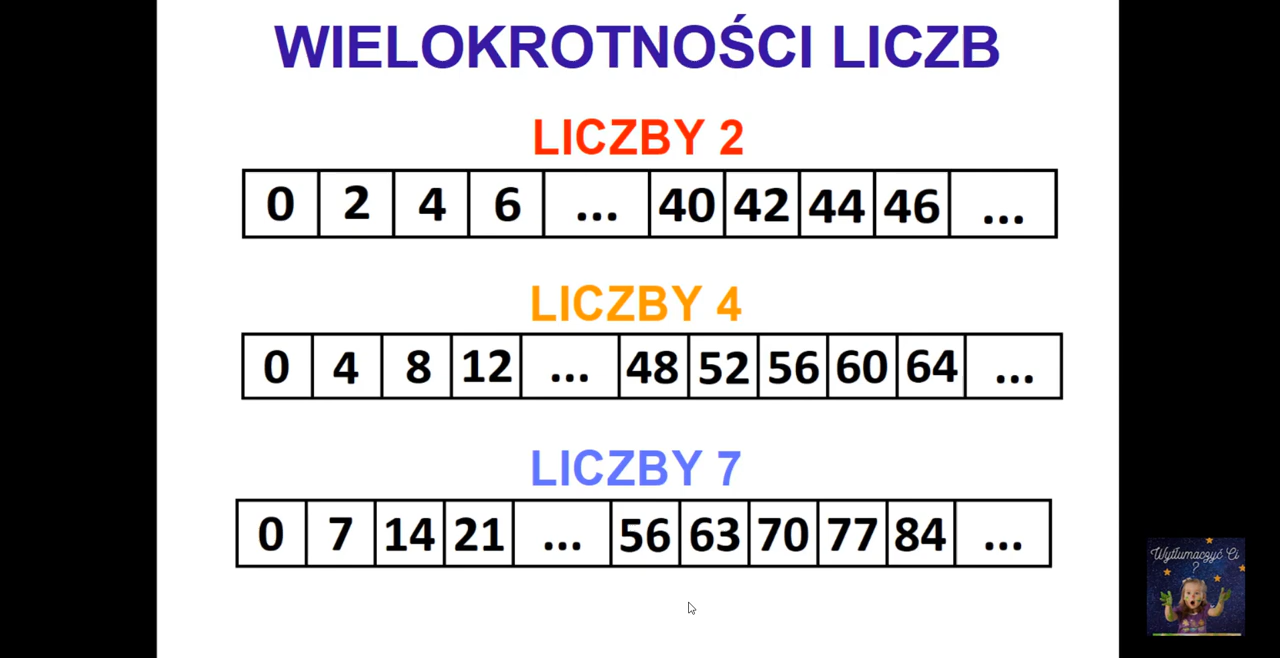 WIELOKROTNOŚCI LICZB
LICZBY 2
0 2 4 6 ... 40 42 44 46 ...
LICZBY 4
0 4 8 12 ... 48 52 56 60 64 ...
LICZBY 7
0 7 14 21 ... 56 63 70 77 84 ...
Wytłumaczyć Ci
?